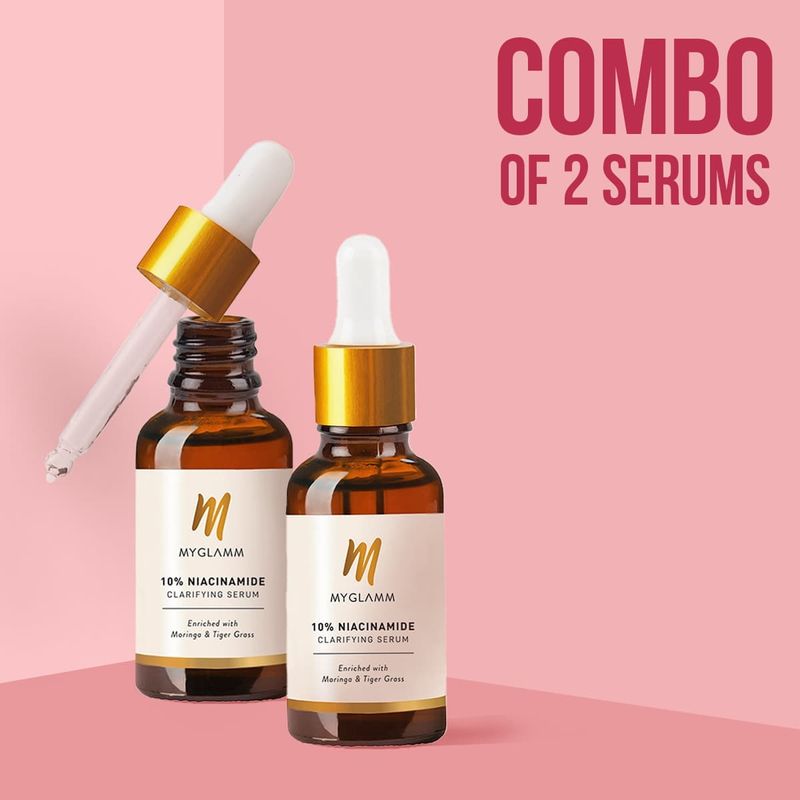 COMBO
OF 2 SERUMS
M
MYGLAMM
10% NIACINAMIDE
CLARIFYING SERUM
Enriched with
Moringa & Tiger Grass
M
MYGLAMM
10% NIACINAMIDE
CLARIFYING SERUM
Enriched with
Moringa & Tiger Grass